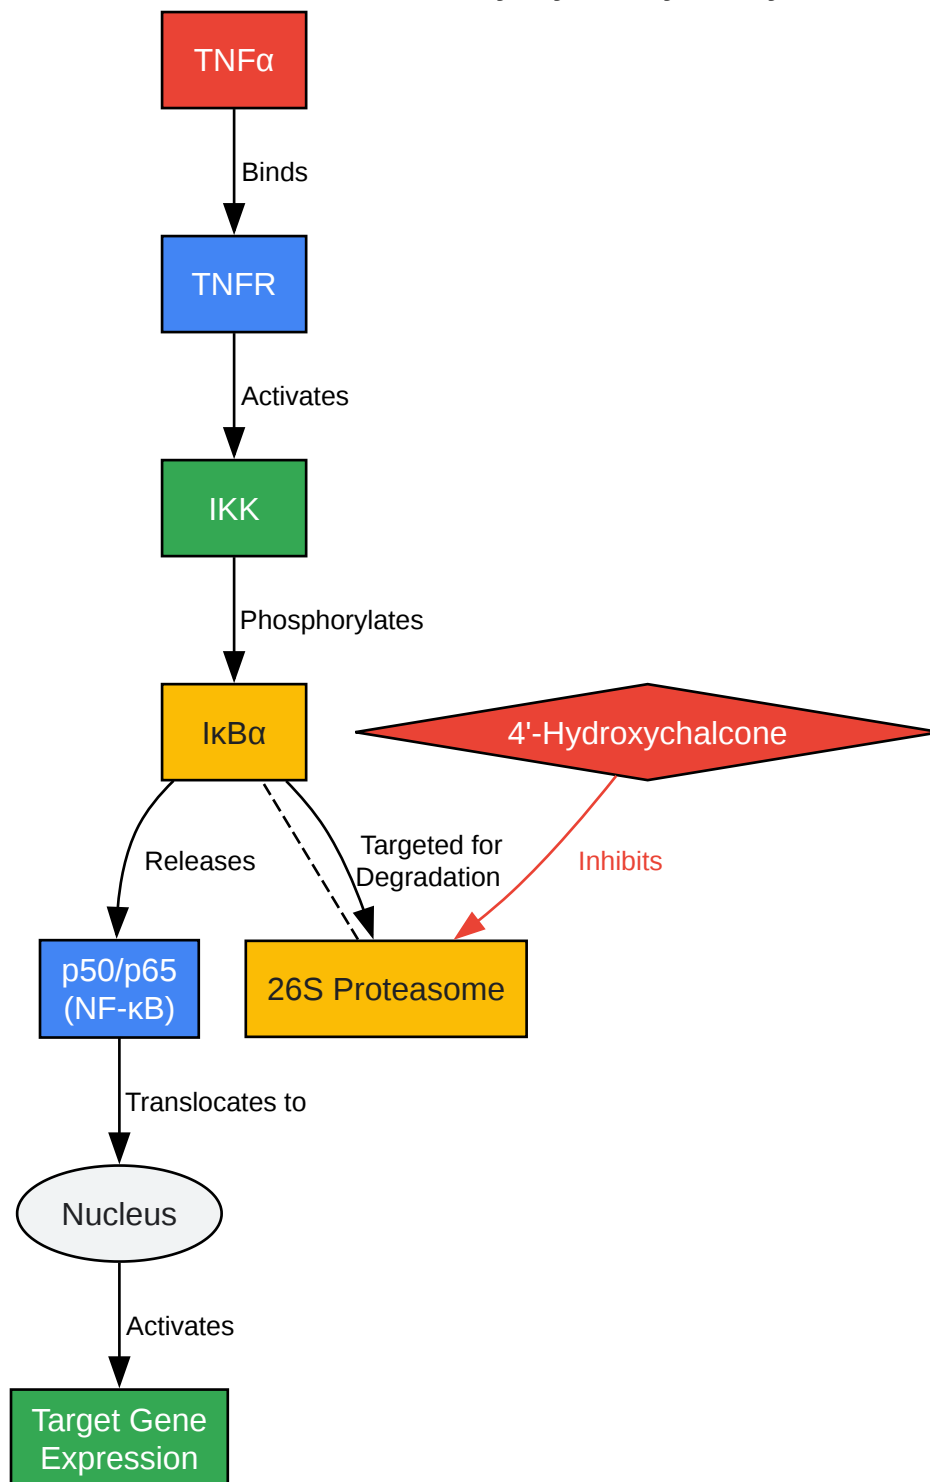 TNFα
Binds
TNFR
Activates
IKK
Phosphorylates
IκBα
4'-Hydroxychalcone
Releases
Targeted for
Degradation
Inhibits
p50/p65
(NF-κB)
26S Proteasome
Translocates to
Nucleus
Activates
Target Gene
Expression